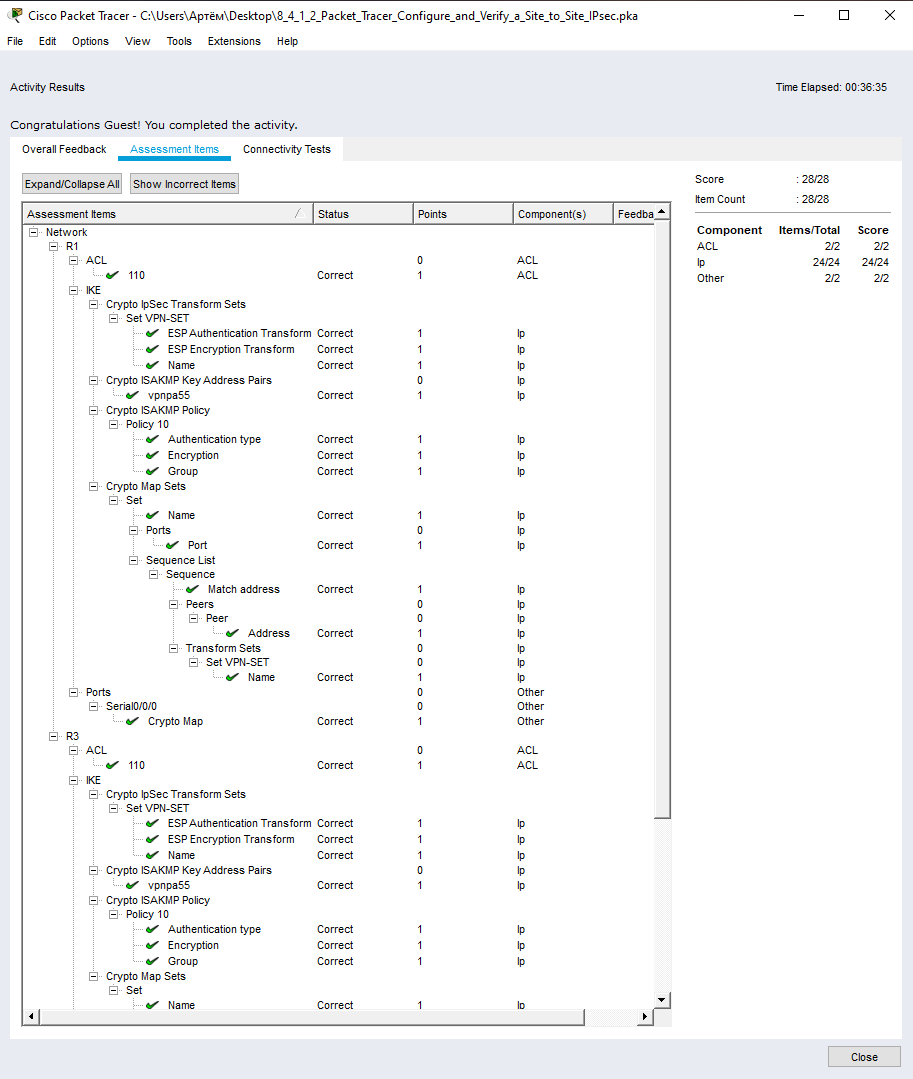 Cisco Packet Tracer - C:\Users\Артём\Desktop\8_4_1_2_Packet_Tracer_Configure_and_Verify_a_Site_to_Site_IPsec.pka
File Edit Options View Tools Extensions Help
Activity Results Time Elapsed: 00:36:35
Congratulations Guest! You completed the activity.
Overall Feedback Assessment Items Connectivity Tests
Expand/Collapse All Show Incorrect Items
Score : 28/28
Item Count : 28/28
Component Items/Total Score
ACL 2/2 2/2
Ip 24/24 24/24
Other 2/2 2/2
Assessment Items Status Points Component(s) Feedba
Network
R1
ACL 0 ACL
110 Correct 1 ACL
IKE
Crypto IpSec Transform Sets
Set VPN-SET
ESP Authentication Transform Correct 1 Ip
ESP Encryption Transform Correct 1 Ip
Name Correct 1 Ip
Crypto ISAKMP Key Address Pairs 0 Ip
vpnpa55 Correct 1 Ip
Crypto ISAKMP Policy
Policy 10
Authentication type Correct 1 Ip
Encryption Correct 1 Ip
Group Correct 1 Ip
Crypto Map Sets
Set
Name Correct 1 Ip
Ports 0 Ip
Port Correct 1 Ip
Sequence List
Sequence
Match address Correct 1 Ip
Peers 0 Ip
Peer 0 Ip
Address Correct 1 Ip
Transform Sets 0 Ip
Set VPN-SET 0 Ip
Name Correct 1 Ip
Ports 0 Other
Serial0/0/0 0 Other
Crypto Map Correct 1 Other
R3
ACL 0 ACL
110 Correct 1 ACL
IKE
Crypto IpSec Transform Sets
Set VPN-SET
ESP Authentication Transform Correct 1 Ip
ESP Encryption Transform Correct 1 Ip
Name Correct 1 Ip
Crypto ISAKMP Key Address Pairs 0 Ip
vpnpa55 Correct 1 Ip
Crypto ISAKMP Policy
Policy 10
Authentication type Correct 1 Ip
Encryption Correct 1 Ip
Group Correct 1 Ip
Crypto Map Sets
Set
Name Correct 1 Ip
Close